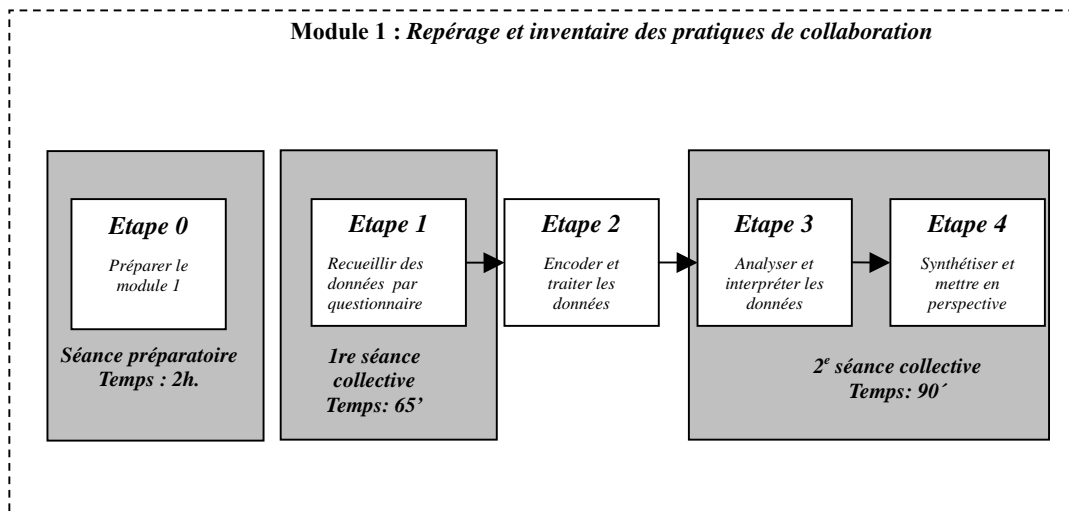 Module 1 : Repérage et inventaire des pratiques de collaboration
Etape 0
Préparer le
module 1
Séance préparatoire
Temps : 2h.
Etape 1
Recueillir des
données par
questionnaire
1re séance
collective
Temps: 65’
Etape 2
Encoder et
traiter les
données
Etape 3
Analyser et
interpréter les
données
Etape 4
Synthétiser et
mettre en
perspective
2e séance collective
Temps: 90´